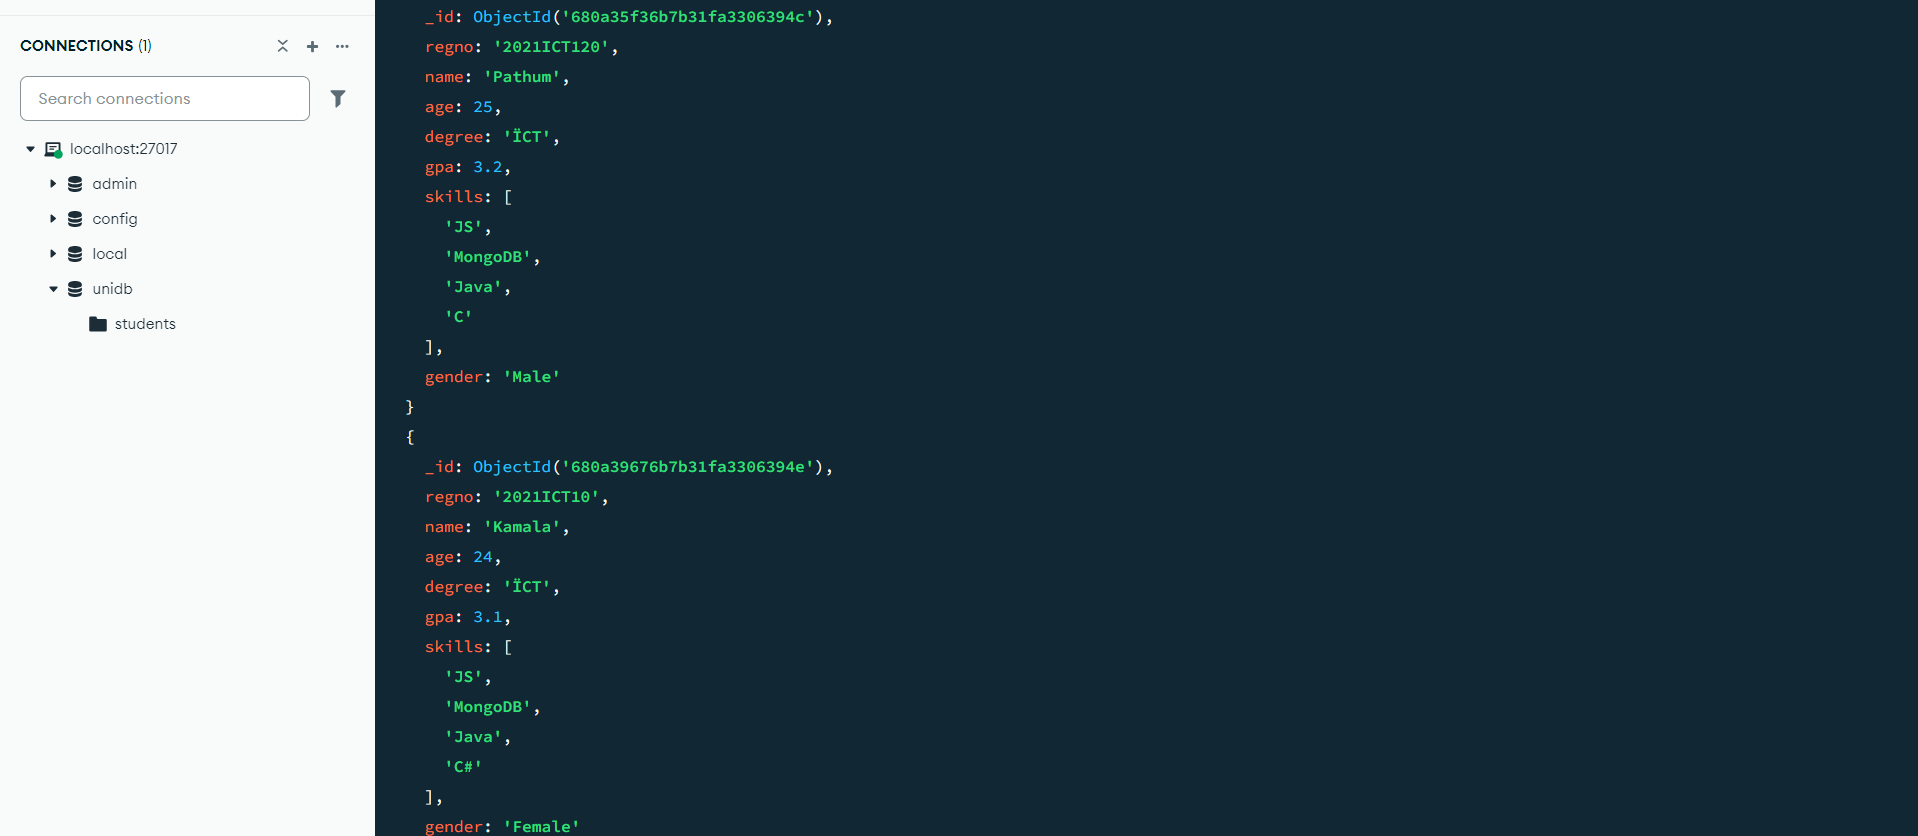 CONNECTIONS (1)
Search connections
localhost:27017
admin
config
local
unidb
students
_id: ObjectId('680a35f36b7b31fa3306394c'),
regno: '2021ICT120',
name: 'Pathum',
age: 25,
degree: 'ÏCT',
gpa: 3.2,
skills: [
'JS',
'MongoDB',
'Java',
'C'
],
gender: 'Male'
}
{
_id: ObjectId('680a39676b7b31fa3306394e'),
regno: '2021ICT10',
name: 'Kamala',
age: 24,
degree: 'ÏCT',
gpa: 3.1,
skills: [
'JS',
'MongoDB',
'Java',
'C#'
],
gender: 'Female'